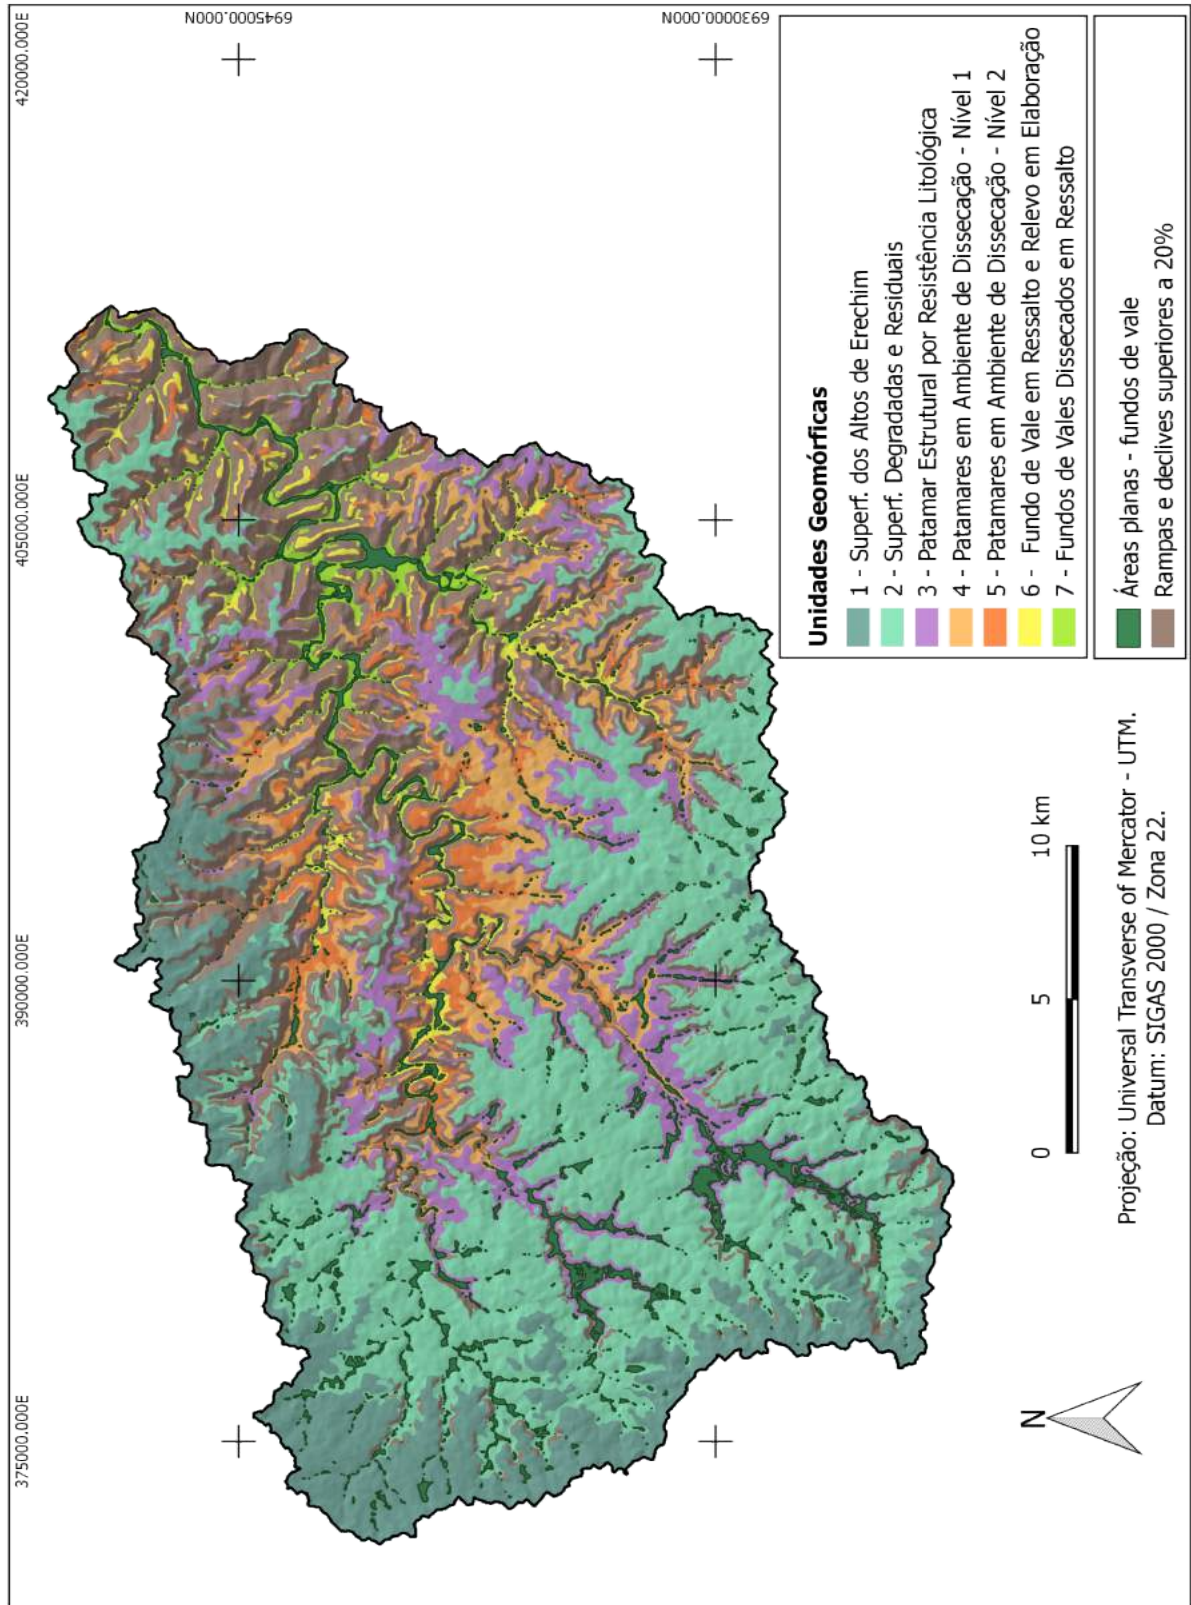 375000.000E
390000.000E
405000.000E
420000.000E
6945000.000N
6930000.000N
Unidades Geomórficas
1 - Superf. dos Altos de Erechim
2 - Superf. Degradadas e Residuais
3 - Patamar Estrutural por Resistência Litológica
4 - Patamares em Ambiente de Dissecação - Nível 1
5 - Patamares em Ambiente de Dissecação - Nível 2
6 - Fundo de Vale em Ressalto e Relevo em Elaboração
7 - Fundos de Vales Dissecados em Ressalto
Áreas planas - fundos de vale
Rampas e declives superiores a 20%
N
0 5 10 km
Projeção: Universal Transverse of Mercator - UTM.
Datum: SIGAS 2000 / Zona 22.